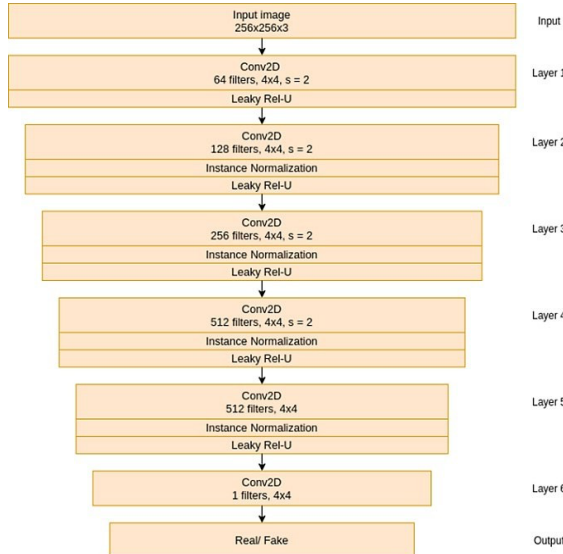 Input image
256x256x3
Input
Conv2D
64 filters, 4x4, s = 2
Leaky Rel-U
Layer 1
Conv2D
128 filters, 4x4, s = 2
Instance Normalization
Leaky Rel-U
Layer 2
Conv2D
256 filters, 4x4, s = 2
Instance Normalization
Leaky Rel-U
Layer 3
Conv2D
512 filters, 4x4, s = 2
Instance Normalization
Leaky Rel-U
Layer 4
Conv2D
512 filters, 4x4
Instance Normalization
Leaky Rel-U
Layer 5
Conv2D
1 filters, 4x4
Layer 6
Real/ Fake
Output